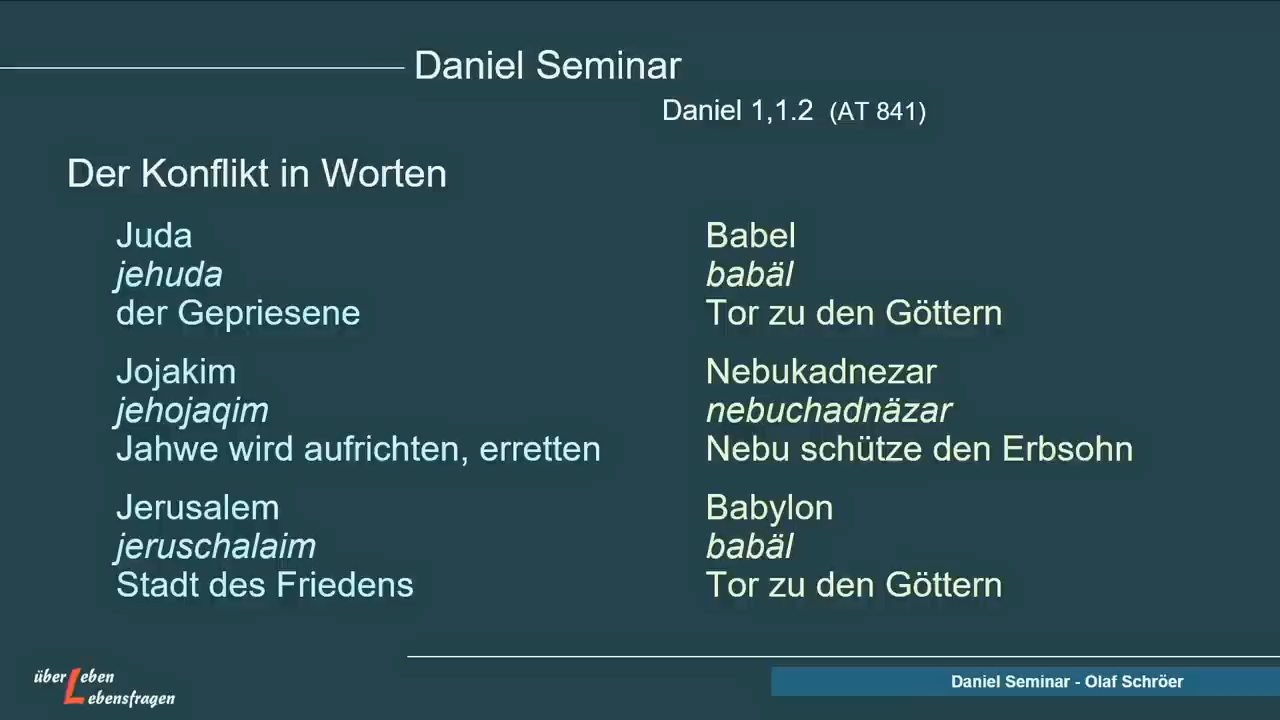 Daniel Seminar
Daniel 1,1.2 (AT 841)
Der Konflikt in Worten
Juda
jehuda
der Gepriesene
Jojakim
jehojaqim
Jahwe wird aufrichten, erretten
Jerusalem
jeruschalaim
Stadt des Friedens
Babel
babäl
Tor zu den Göttern
Nebukadnezar
nebuchadnäzar
Nebu schütze den Erbsohn
Babylon
babäl
Tor zu den Göttern
über Leben
Lebensfragen
Daniel Seminar - Olaf Schröer